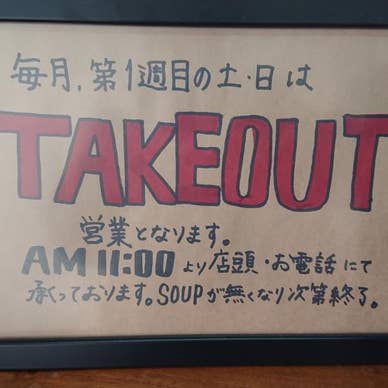 毎月、第1週目の土・日は
TAKEOUT
営業となります。
AM 11:00 より店頭・お電話にて
承っております。SOUPが無くなり次第終了。